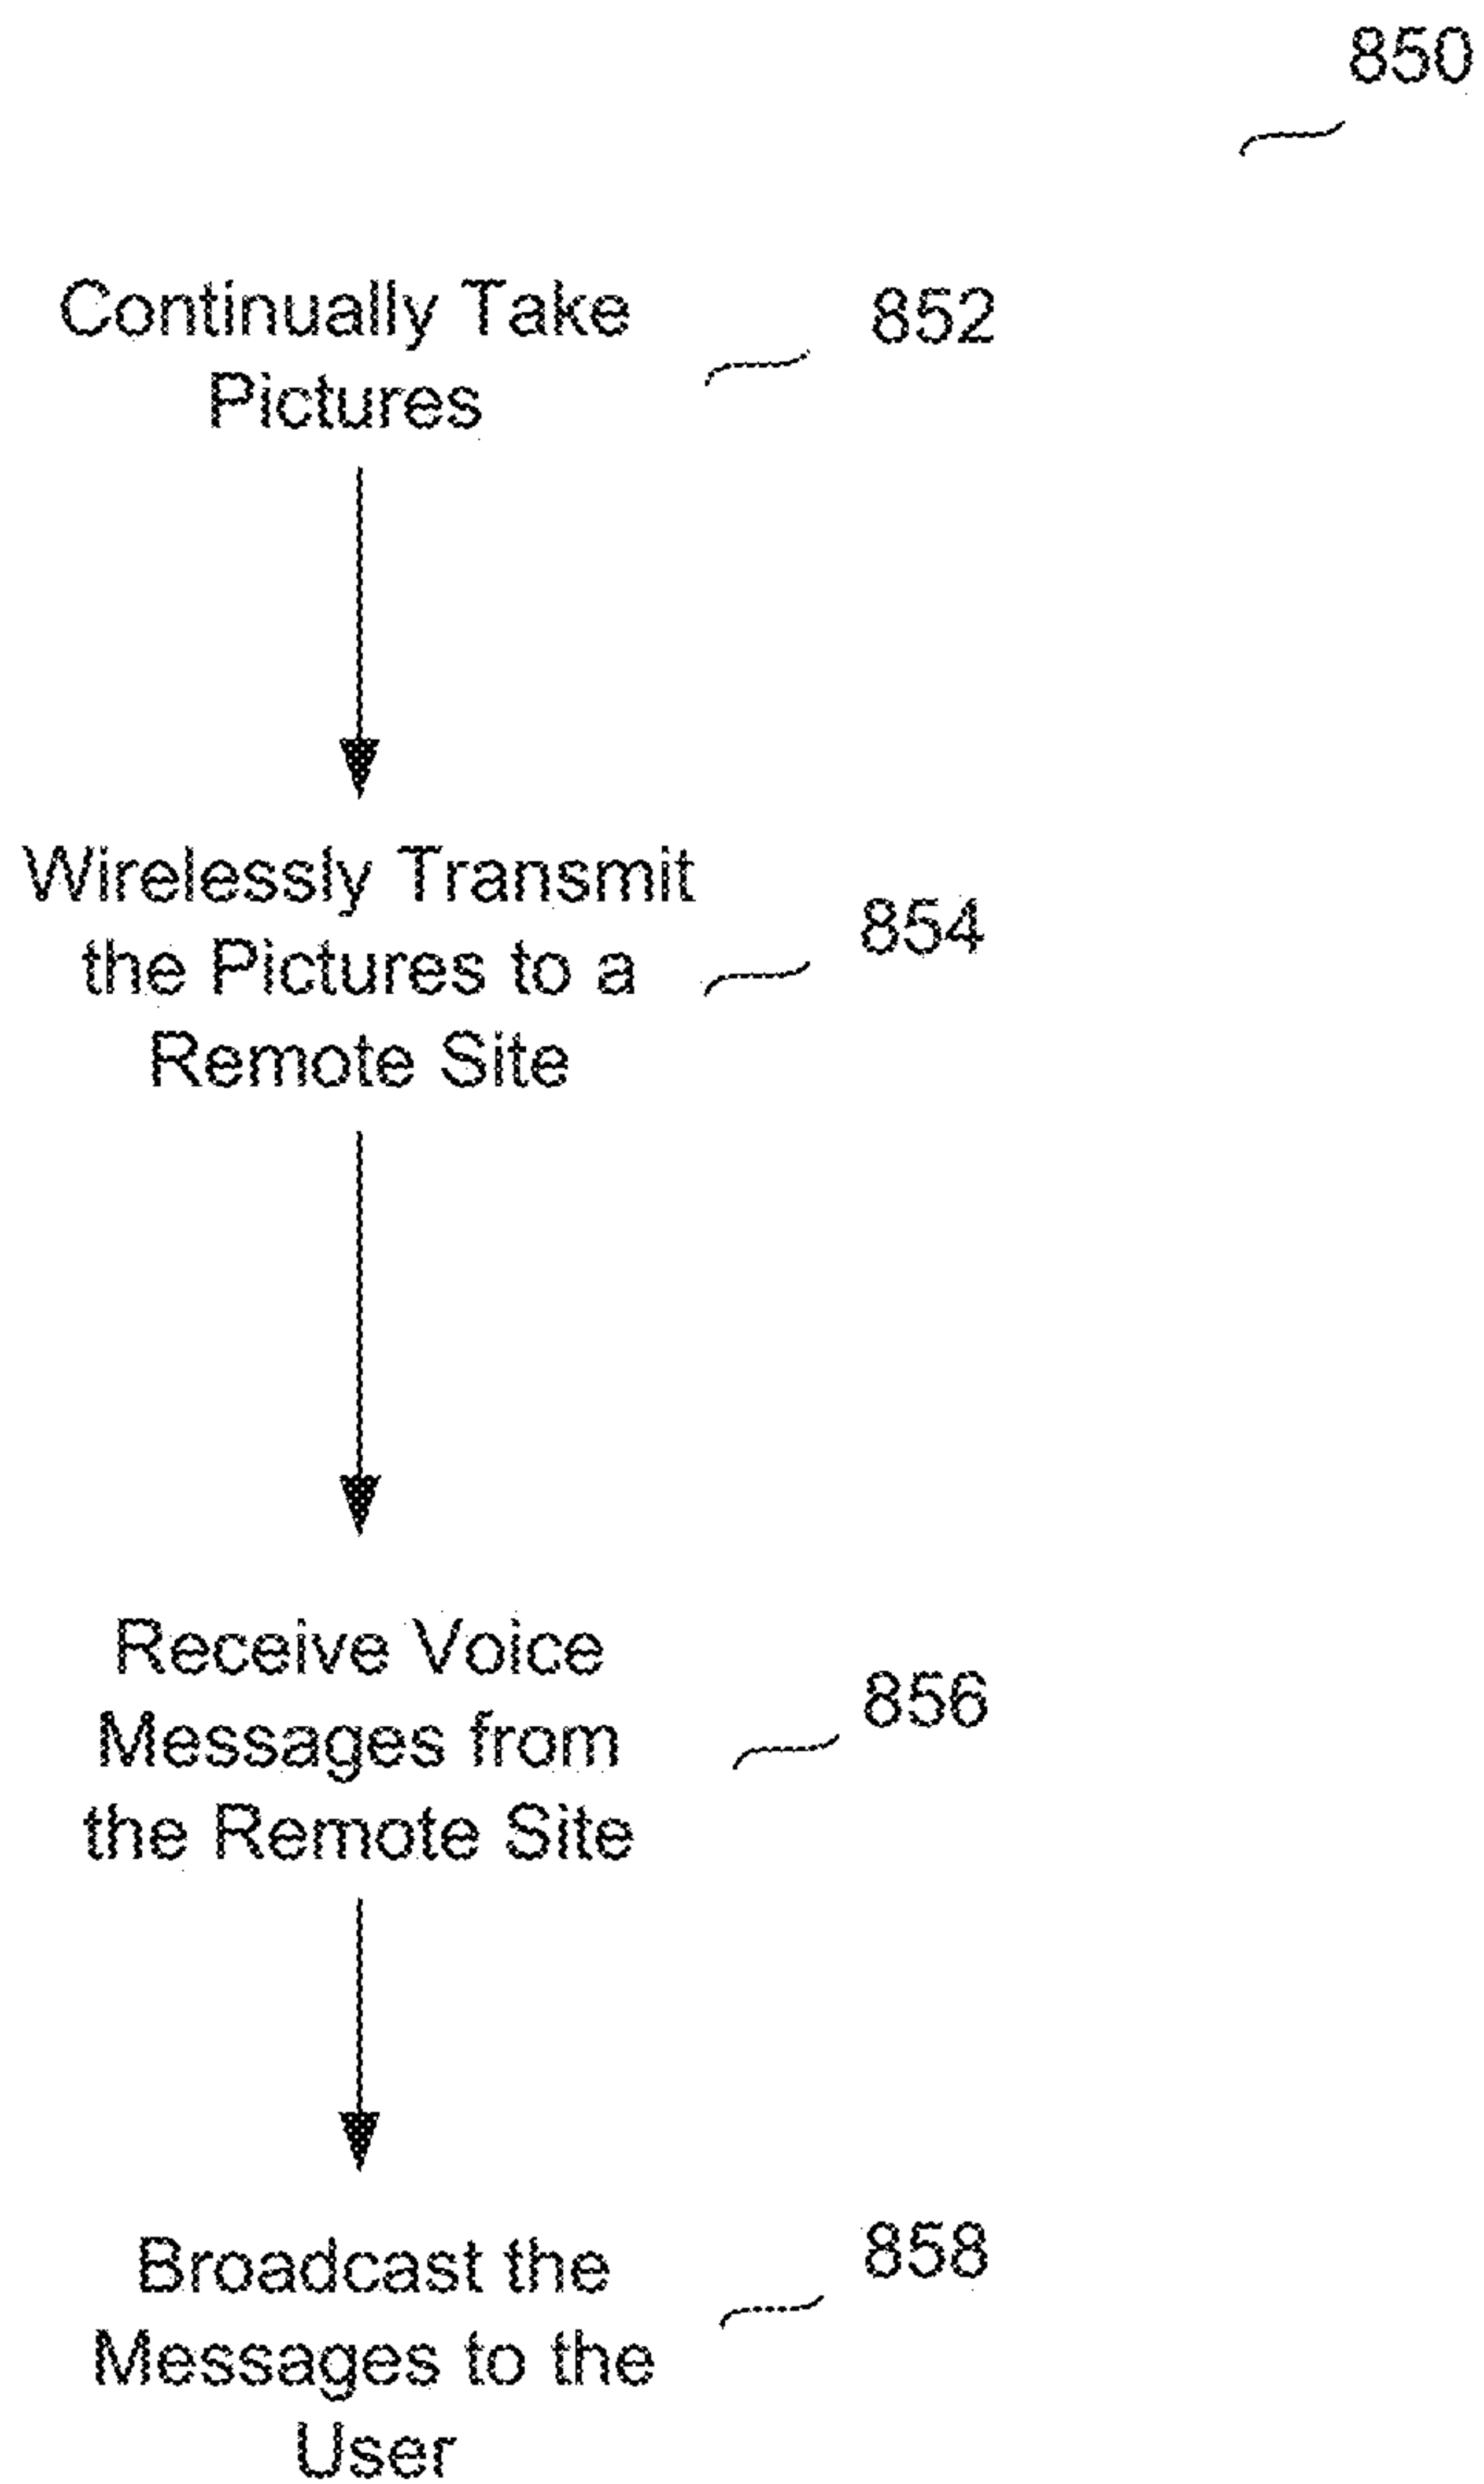 850
Continually Take
Pictures
852
Wirelessly Transmit
the Pictures to a
Remote Site
854
Receive Voice
Messages from
the Remote Site
856
Broadcast the
Messages to the
User
858